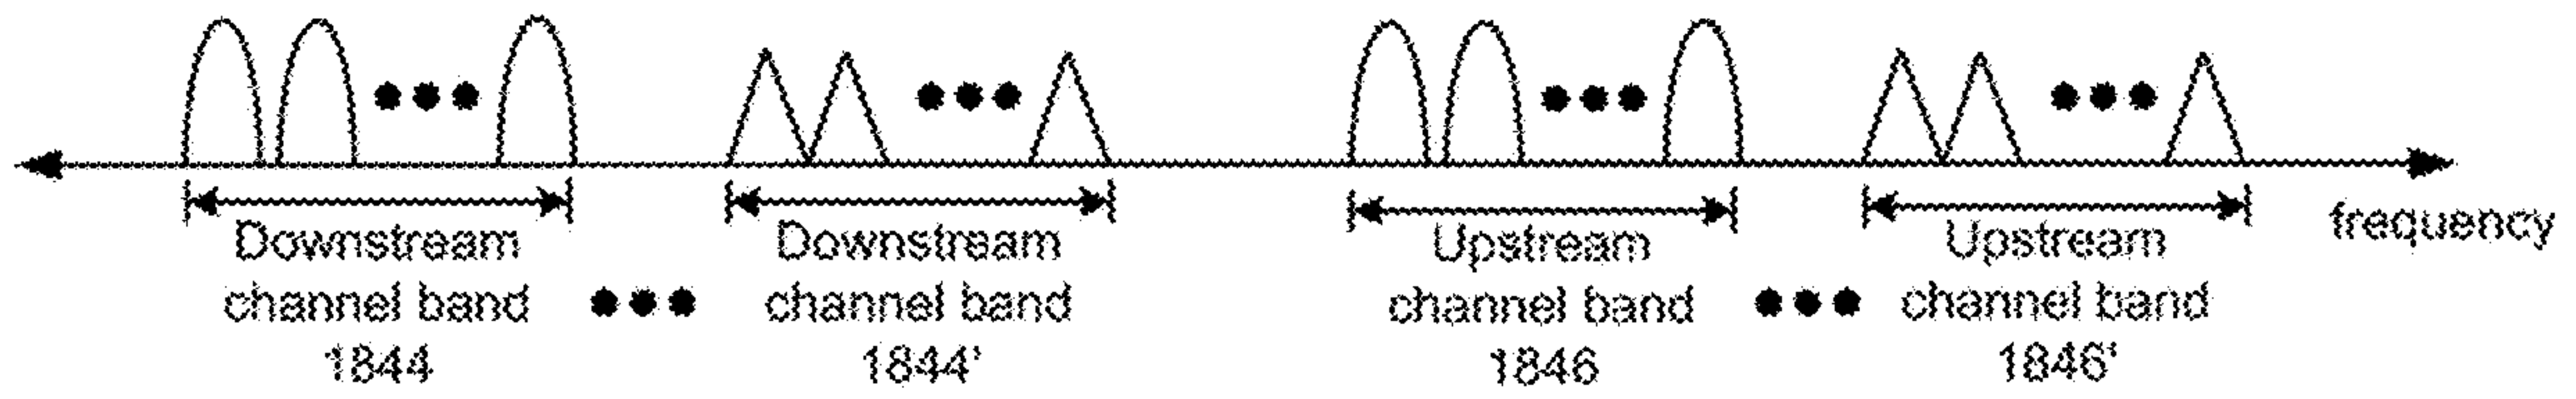 Downstream
channel band
1844
Downstream
channel band
1844'
Upstream
channel band
1846
Upstream
channel band
1846'
frequency